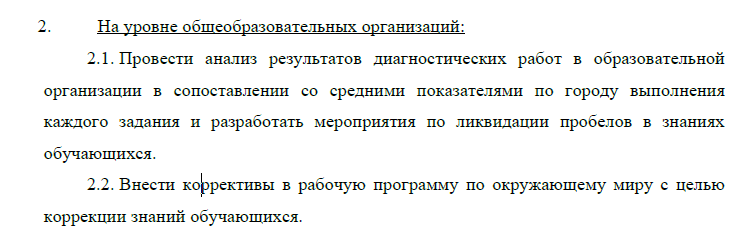 2. На уровне общеобразовательных организаций:
2.1. Провести анализ результатов диагностических работ в образовательной
организации в сопоставлении со средними показателями по городу выполнения
каждого задания и разработать мероприятия по ликвидации пробелов в знаниях
обучающихся.
2.2. Внести коррективы в рабочую программу по окружающему миру с целью
коррекции знаний обучающихся.